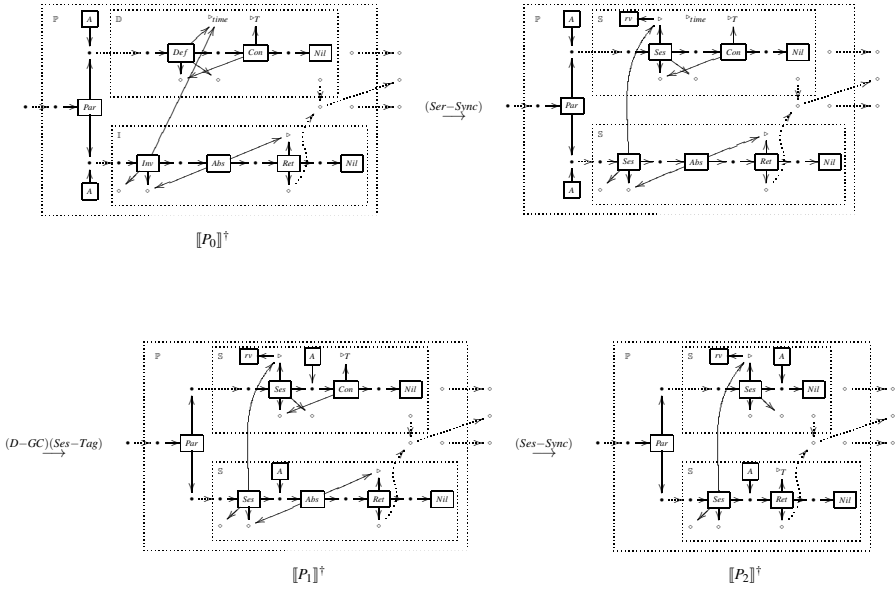 ℙ A 𝔻 ▹time ▹T
Def Con Nil
Par
𝕀
Inv Abs Ret Nil
A
⟦P₀⟧†
(Ser−Sync)
⟶
ℙ A 𝕊 rv ▹time ▹T
Ses Con Nil
Par
𝕊
Ses Abs Ret Nil
A
(D−GC)(Ses−Tag)
⟶
ℙ 𝕊 rv A ▹T
Ses Con Nil
Par
𝕊 A
Ses Abs Ret Nil
⟦P₁⟧†
(Ses−Sync)
⟶
ℙ 𝕊 rv A
Ses Nil
Par
𝕊 A ▹T
Ses Ret Nil
⟦P₂⟧†